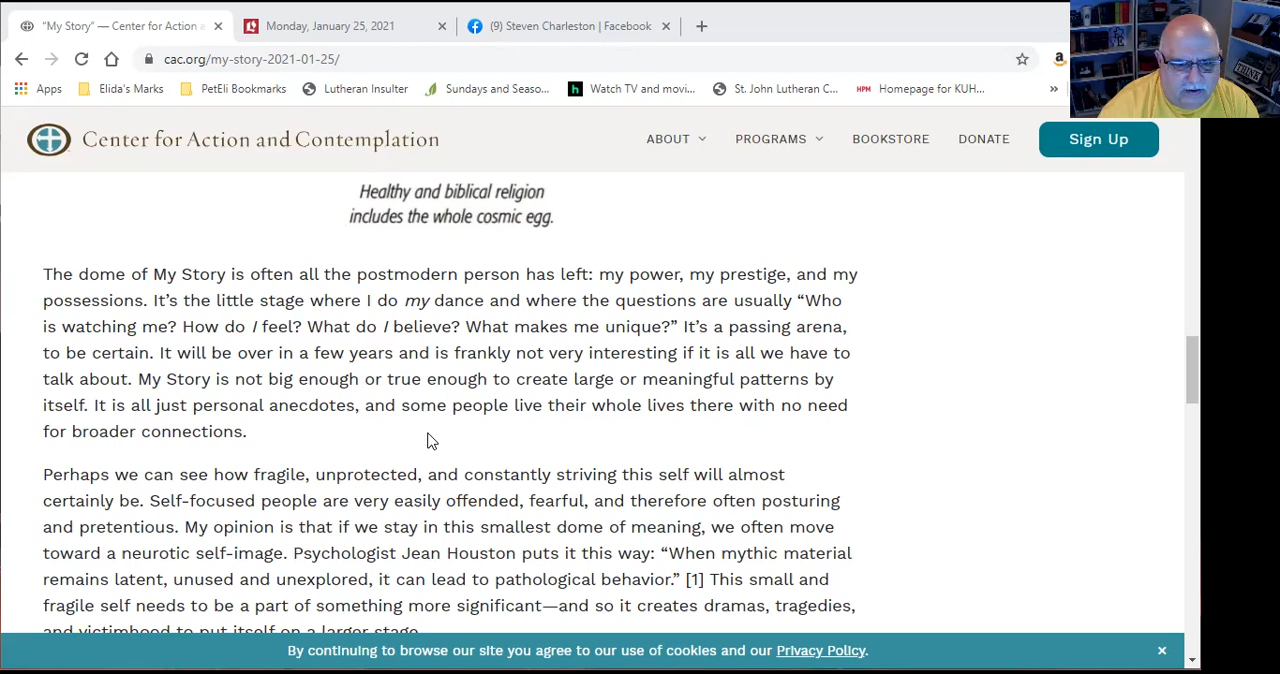 "My Story" — Center for Action a
Monday, January 25, 2021
(9) Steven Charleston | Facebook
cac.org/my-story-2021-01-25/
Apps
Elida's Marks
PetEli Bookmarks
Lutheran Insulter
Sundays and Seaso...
Watch TV and movi...
St. John Lutheran C...
HPM
Homepage for KUH...
»
THINK
Center for Action and Contemplation
ABOUT
PROGRAMS
BOOKSTORE
DONATE
Sign Up
Healthy and biblical religion
includes the whole cosmic egg.
The dome of My Story is often all the postmodern person has left: my power, my prestige, and my
possessions. It's the little stage where I do my dance and where the questions are usually “Who
is watching me? How do I feel? What do I believe? What makes me unique?” It's a passing arena,
to be certain. It will be over in a few years and is frankly not very interesting if it is all we have to
talk about. My Story is not big enough or true enough to create large or meaningful patterns by
itself. It is all just personal anecdotes, and some people live their whole lives there with no need
for broader connections.
Perhaps we can see how fragile, unprotected, and constantly striving this self will almost
certainly be. Self-focused people are very easily offended, fearful, and therefore often posturing
and pretentious. My opinion is that if we stay in this smallest dome of meaning, we often move
toward a neurotic self-image. Psychologist Jean Houston puts it this way: “When mythic material
remains latent, unused and unexplored, it can lead to pathological behavior.” [1] This small and
fragile self needs to be a part of something more significant—and so it creates dramas, tragedies,
and victimhood to put itself on a larger stage.
By continuing to browse our site you agree to our use of cookies and our Privacy Policy.